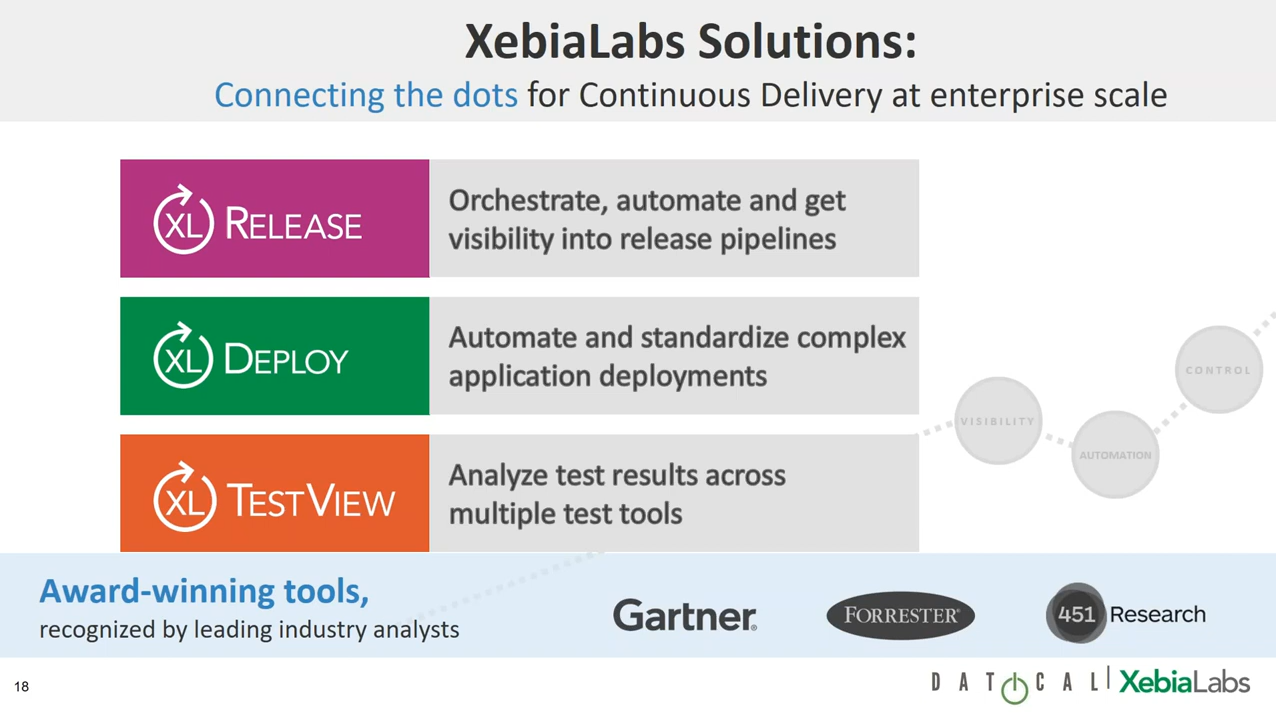 XebiaLabs Solutions:
Connecting the dots for Continuous Delivery at enterprise scale
XL RELEASE
Orchestrate, automate and get
visibility into release pipelines
XL DEPLOY
Automate and standardize complex
application deployments
XL TESTVIEW
Analyze test results across
multiple test tools
VISIBILITY
AUTOMATION
CONTROL
Award-winning tools,
recognized by leading industry analysts
Gartner®
FORRESTER®
451 Research
18
DATICAL
XebiaLabs